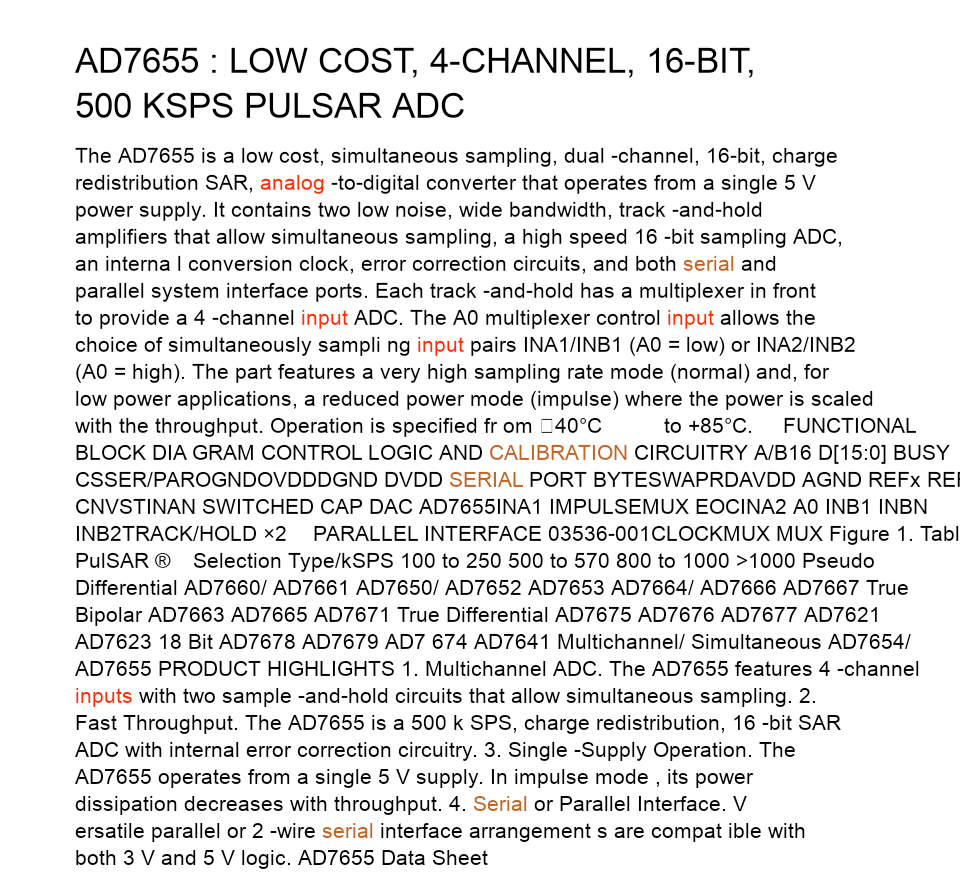 AD7655 : LOW COST, 4-CHANNEL, 16-BIT,
500 KSPS PULSAR ADC
The AD7655 is a low cost, simultaneous sampling, dual -channel, 16-bit, charge
redistribution SAR, analog -to-digital converter that operates from a single 5 V
power supply. It contains two low noise, wide bandwidth, track -and-hold
amplifiers that allow simultaneous sampling, a high speed 16 -bit sampling ADC,
an interna l conversion clock, error correction circuits, and both serial and
parallel system interface ports. Each track -and-hold has a multiplexer in front
to provide a 4 -channel input ADC. The A0 multiplexer control input allows the
choice of simultaneously sampli ng input pairs INA1/INB1 (A0 = low) or INA2/INB2
(A0 = high). The part features a very high sampling rate mode (normal) and, for
low power applications, a reduced power mode (impulse) where the power is scaled
with the throughput. Operation is specified fr om □40°C to +85°C. FUNCTIONAL
BLOCK DIA GRAM CONTROL LOGIC AND CALIBRATION CIRCUITRY A/B16 D[15:0] BUSY
CSSER/PAROGNDOVDDDGND DVDD SERIAL PORT BYTESWAPRDAVDD AGND REFx REF
CNVSTINAN SWITCHED CAP DAC AD7655INA1 IMPULSEMUX EOCINA2 A0 INB1 INBN
INB2TRACK/HOLD ×2 PARALLEL INTERFACE 03536-001CLOCKMUX MUX Figure 1. Tabl
PulSAR ® Selection Type/kSPS 100 to 250 500 to 570 800 to 1000 >1000 Pseudo
Differential AD7660/ AD7661 AD7650/ AD7652 AD7653 AD7664/ AD7666 AD7667 True
Bipolar AD7663 AD7665 AD7671 True Differential AD7675 AD7676 AD7677 AD7621
AD7623 18 Bit AD7678 AD7679 AD7 674 AD7641 Multichannel/ Simultaneous AD7654/
AD7655 PRODUCT HIGHLIGHTS 1. Multichannel ADC. The AD7655 features 4 -channel
inputs with two sample -and-hold circuits that allow simultaneous sampling. 2.
Fast Throughput. The AD7655 is a 500 k SPS, charge redistribution, 16 -bit SAR
ADC with internal error correction circuitry. 3. Single -Supply Operation. The
AD7655 operates from a single 5 V supply. In impulse mode , its power
dissipation decreases with throughput. 4. Serial or Parallel Interface. V
ersatile parallel or 2 -wire serial interface arrangement s are compat ible with
both 3 V and 5 V logic. AD7655 Data Sheet